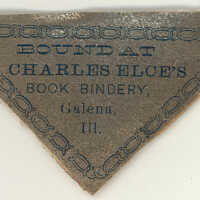 BOUND AT
CHARLES ELCE'S
BOOK BINDERY,
Galena,
Ill.